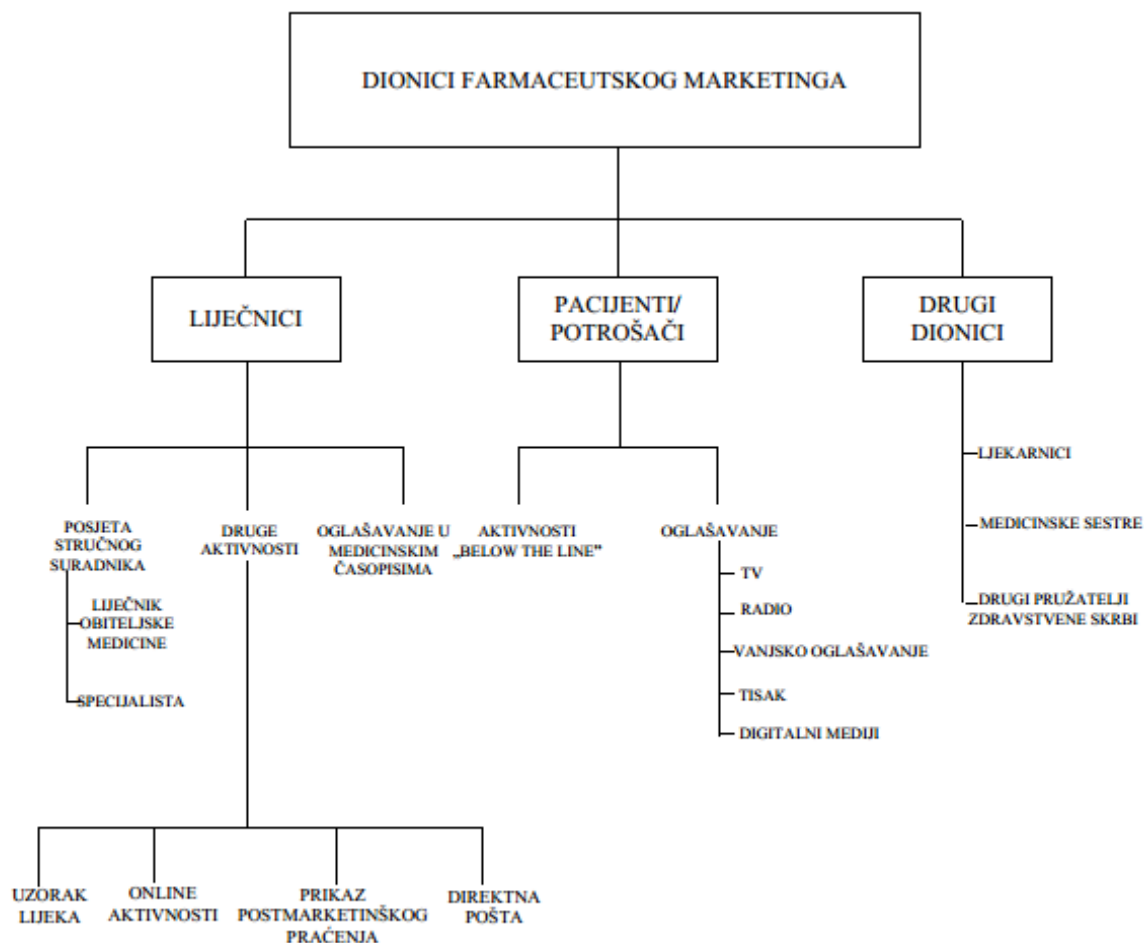 DIONICI FARMACEUTSKOG MARKETINGA
LIJEČNICI
PACIJENTI/
POTROŠAČI
DRUGI
DIONICI
POSJETA
STRUČNOG
SURADNIKA
LIJEČNIK
OBITELJSKE
MEDICINE
SPECIJALISTA
DRUGE
AKTIVNOSTI
OGLAŠAVANJE U
MEDICINSKIM
ČASOPISIMA
AKTIVNOSTI
„BELOW THE LINE”
OGLAŠAVANJE
TV
RADIO
VANJSKO OGLAŠAVANJE
TISAK
DIGITALNI MEDIJI
LJEKARNICI
MEDICINSKE SESTRE
DRUGI PRUŽATELJI
ZDRAVSTVENE SKRBI
UZORAK
LIJEKA
ONLINE
AKTIVNOSTI
PRIKAZ
POSTMARKETINŠKOG
PRAĆENJA
DIREKTNA
POŠTA